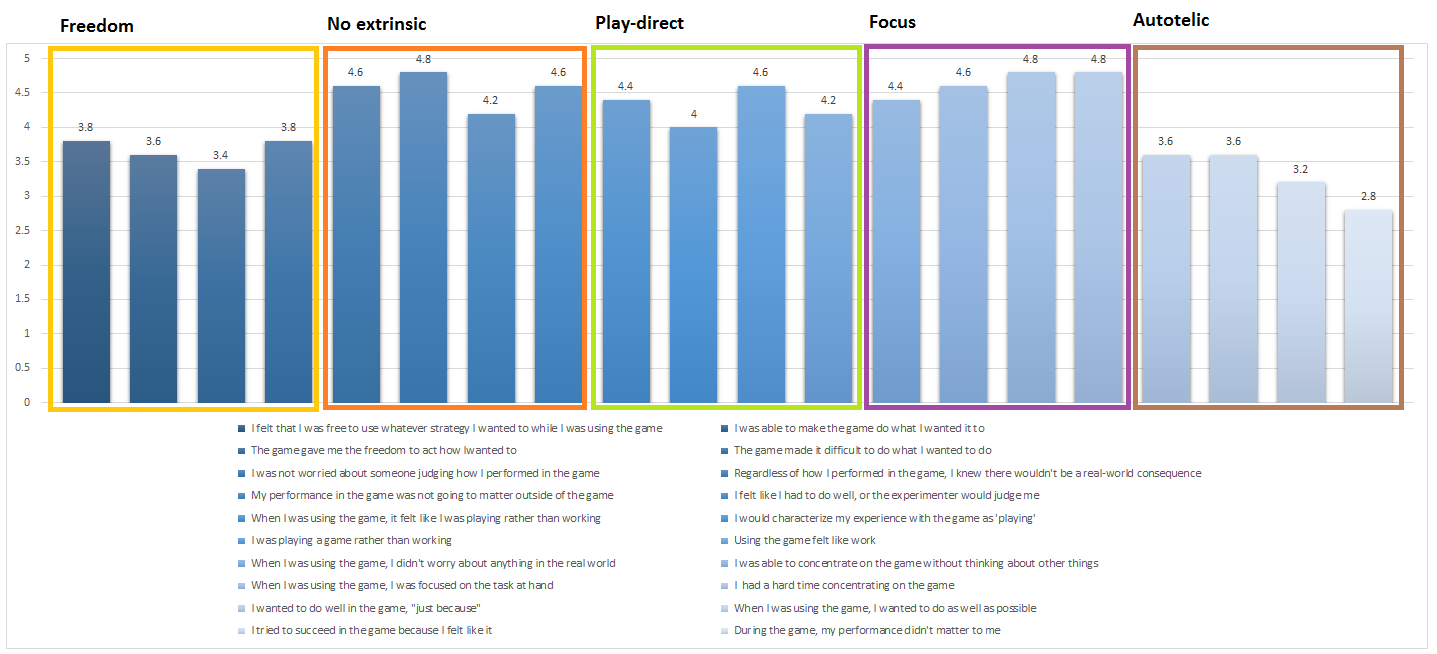 Freedom
No extrinsic
Play-direct
Focus
Autotelic
5
4.5
4
3.5
3
2.5
2
1.5
1
0.5
0
3.8
3.6
3.4
3.8
4.6
4.8
4.2
4.6
4.4
4
4.6
4.2
4.4
4.6
4.8
4.8
3.6
3.6
3.2
2.8
I felt that I was free to use whatever strategy I wanted to while I was using the game
I was able to make the game do what I wanted it to
The game gave me the freedom to act how Iwanted to
The game made it difficult to do what I wanted to do
I was not worried about someone judging how I performed in the game
Regardless of how I performed in the game, I knew there wouldn't be a real-world consequence
My performance in the game was not going to matter outside of the game
I felt like I had to do well, or the experimenter would judge me
When I was using the game, it felt like I was playing rather than working
I would characterize my experience with the game as 'playing'
I was playing a game rather than working
Using the game felt like work
When I was using the game, I didn't worry about anything in the real world
I was able to concentrate on the game without thinking about other things
When I was using the game, I was focused on the task at hand
I had a hard time concentrating on the game
I wanted to do well in the game, "just because"
When I was using the game, I wanted to do as well as possible
I tried to succeed in the game because I felt like it
During the game, my performance didn't matter to me